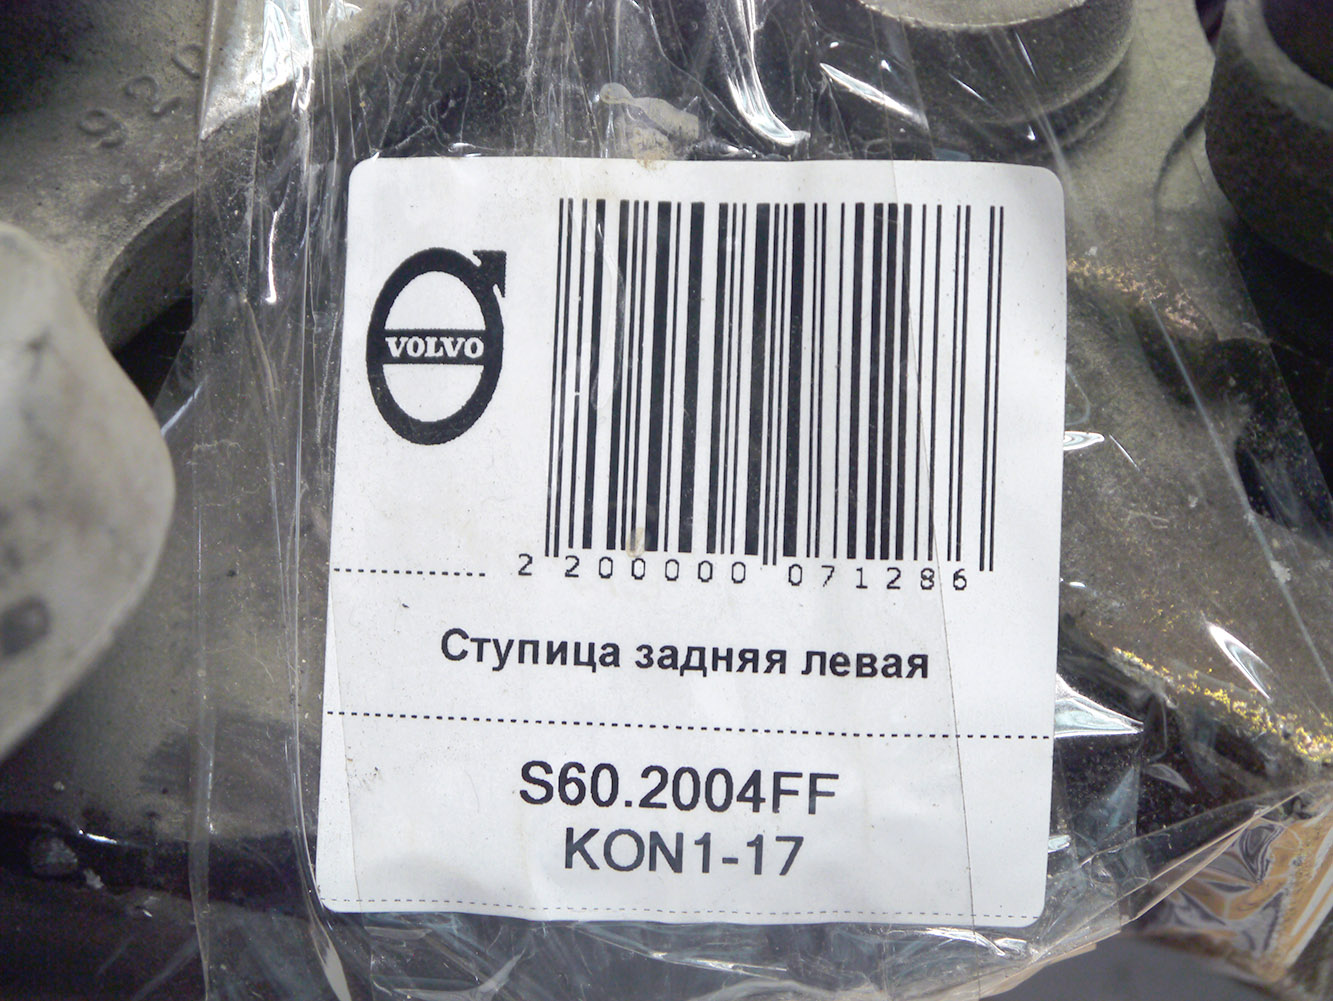 VOLVO
2 200000 071286
Ступица задняя левая
S60.2004FF
KON1-17